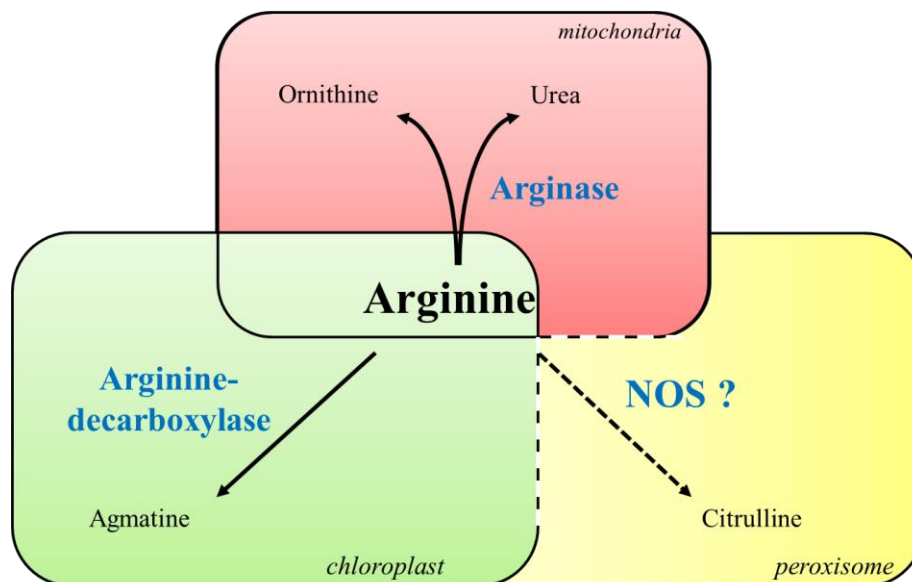 mitochondria
Ornithine
Urea
Arginase
Arginine
Arginine-
decarboxylase
NOS ?
Agmatine
Citrulline
chloroplast
peroxisome